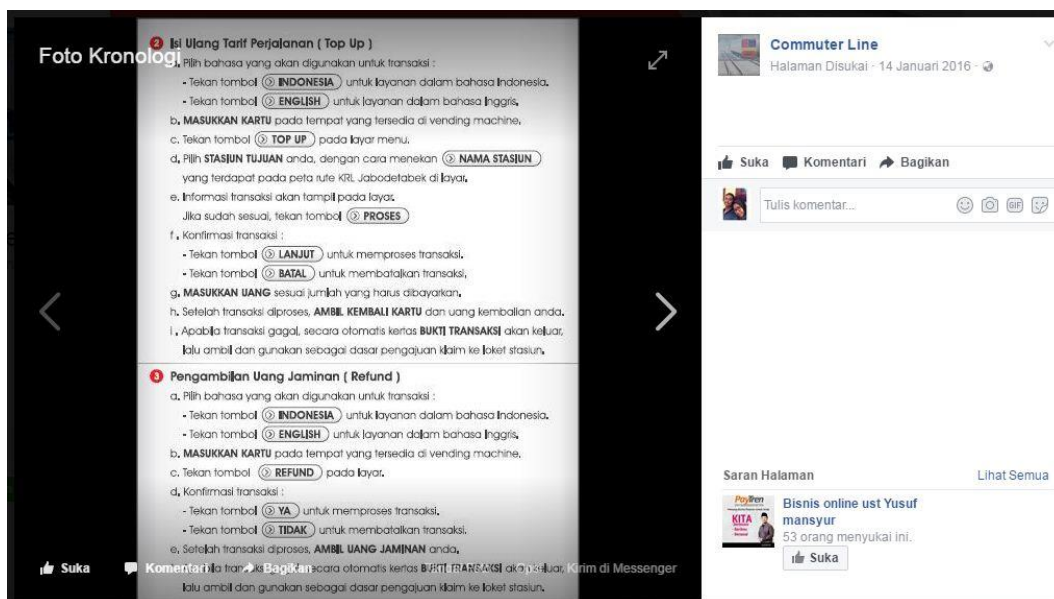 Foto Kronologi
2 Isi Ulang Tarif Perjalanan ( Top Up )
Pilih bahasa yang akan digunakan untuk transaksi :
- Tekan tombol INDONESIA untuk layanan dalam bahasa Indonesia.
- Tekan tombol ENGLISH untuk layanan dalam bahasa Inggris.
b. MASUKKAN KARTU pada tempat yang tersedia di vending machine.
c. Tekan tombol TOP UP pada layar menu.
d. Pilih STASIUN TUJUAN anda, dengan cara menekan NAMA STASIUN
yang terdapat pada peta rute KRL Jabodetabek di layar.
e. Informasi transaksi akan tampil pada layar.
Jika sudah sesuai, tekan tombol PROSES
f. Konfirmasi transaksi :
- Tekan tombol LANJUT untuk memproses transaksi.
- Tekan tombol BATAL untuk membatalkan transaksi.
g. MASUKKAN UANG sesuai jumlah yang harus dibayarkan.
h. Setelah transaksi diproses, AMBIL KEMBALI KARTU dan uang kembalian anda.
i. Apabila transaksi gagal, secara otomatis kertas BUKTI TRANSAKSI akan keluar,
lalu ambil dan gunakan sebagai dasar pengajuan klaim ke loket stasiun.
3 Pengambilan Uang Jaminan ( Refund )
a. Pilih bahasa yang akan digunakan untuk transaksi :
- Tekan tombol INDONESIA untuk layanan dalam bahasa Indonesia.
- Tekan tombol ENGLISH untuk layanan dalam bahasa Inggris.
b. MASUKKAN KARTU pada tempat yang tersedia di vending machine.
c. Tekan tombol REFUND pada layar.
d. Konfirmasi transaksi :
- Tekan tombol YA untuk memproses transaksi.
- Tekan tombol TIDAK untuk membatalkan transaksi.
e. Setelah transaksi diproses, AMBIL UANG JAMINAN anda.
secara otomatis kertas BUKTI TRANSAKSI akan keluar,
lalu ambil dan gunakan sebagai dasar pengajuan klaim ke loket stasiun.
Suka Komentari Bagikan Kirim di Messenger
Commuter Line
Halaman Disukai · 14 Januari 2016 ·
Suka Komentari Bagikan
Tulis komentar...
GIF
Saran Halaman Lihat Semua
PayTren
KITA
Bisnis online ust Yusuf
mansyur
53 orang menyukai ini.
Suka